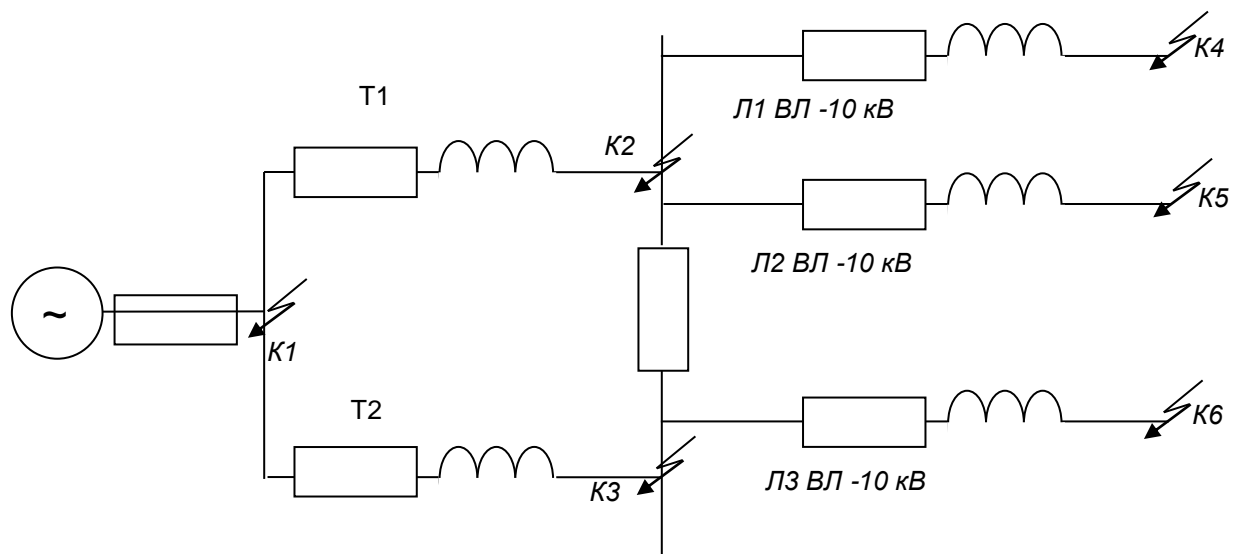 К4
Л1 ВЛ -10 кВ
Т1
К2
К5
Л2 ВЛ -10 кВ
~
К1
Т2
К6
Л3 ВЛ -10 кВ
К3